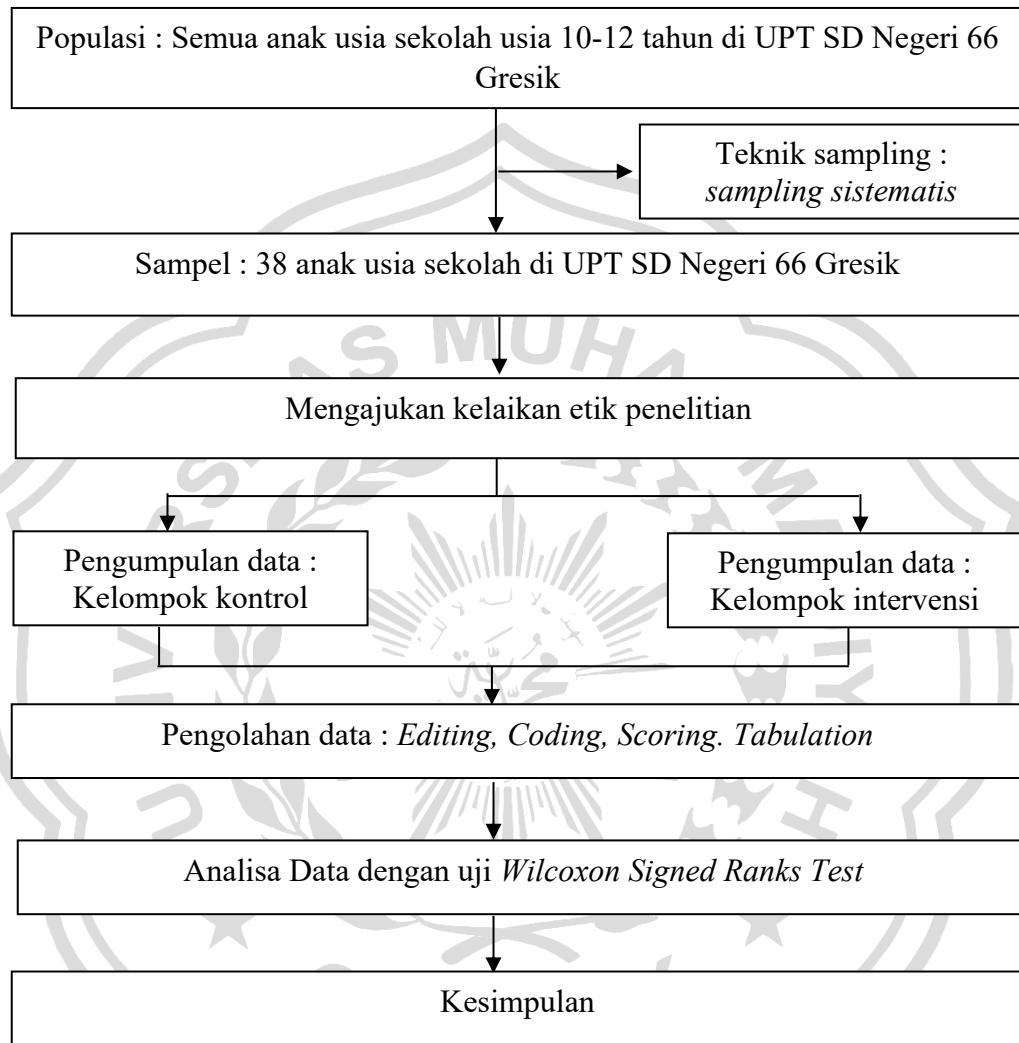 Populasi : Semua anak usia sekolah usia 10-12 tahun di UPT SD Negeri 66
Gresik
Teknik sampling :
sampling sistematis
Sampel : 38 anak usia sekolah di UPT SD Negeri 66 Gresik
Mengajukan kelaikan etik penelitian
Pengumpulan data :
Kelompok kontrol
Pengumpulan data :
Kelompok intervensi
Pengolahan data : Editing, Coding, Scoring. Tabulation
Analisa Data dengan uji Wilcoxon Signed Ranks Test
Kesimpulan